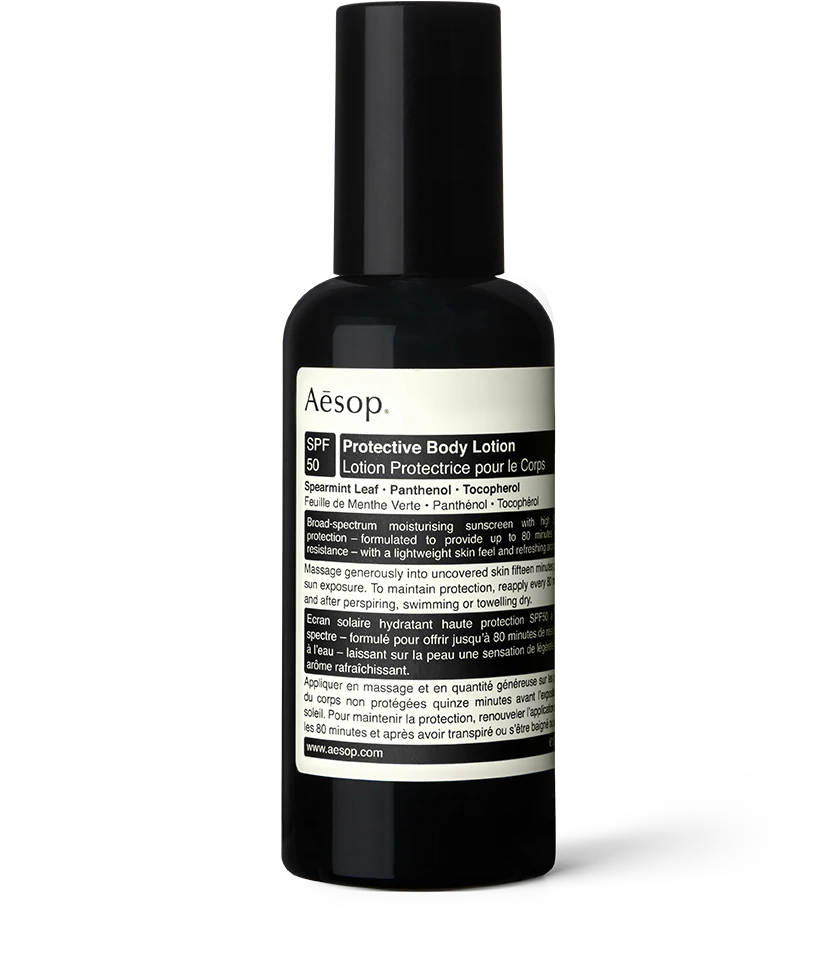 Aēsop®
SPF
50
Protective Body Lotion
Lotion Protectrice pour le Corps
Spearmint Leaf · Panthenol · Tocopherol
Feuille de Menthe Verte · Panthénol · Tocophérol
Broad-spectrum moisturising sunscreen with high
protection – formulated to provide up to 80 minutes
resistance – with a lightweight skin feel and refreshing
Massage generously into uncovered skin fifteen minutes
sun exposure. To maintain protection, reapply every 80
and after perspiring, swimming or towelling dry.
Ecran solaire hydratant haute protection SPF50
spectre – formulé pour offrir jusqu'à 80 minutes de
à l'eau – laissant sur la peau une sensation de
arôme rafraîchissant.
Appliquer en massage et en quantité généreuse sur
du corps non protégées quinze minutes avant
soleil. Pour maintenir la protection, renouveler
les 80 minutes et après avoir transpiré ou s'être baigné
www.aesop.com